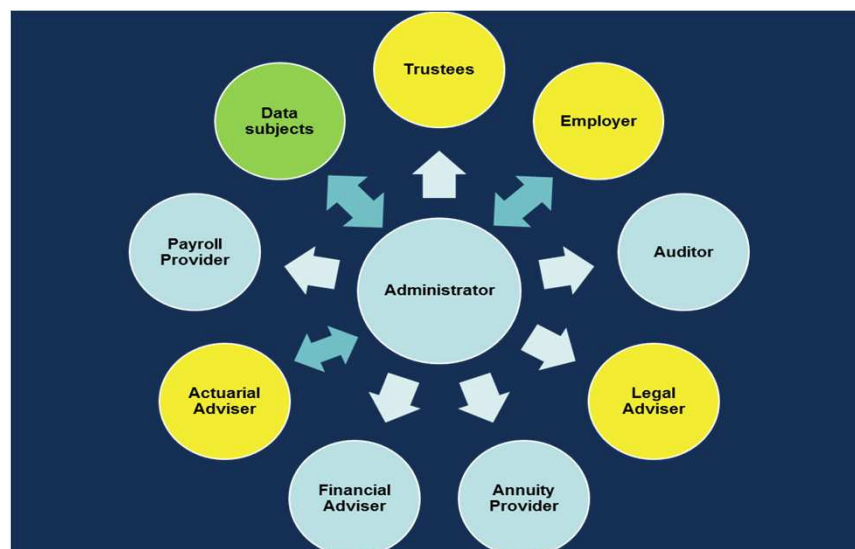 Trustees
Data
subjects
Employer
Payroll
Provider
Administrator
Auditor
Actuarial
Adviser
Legal
Adviser
Financial
Adviser
Annuity
Provider